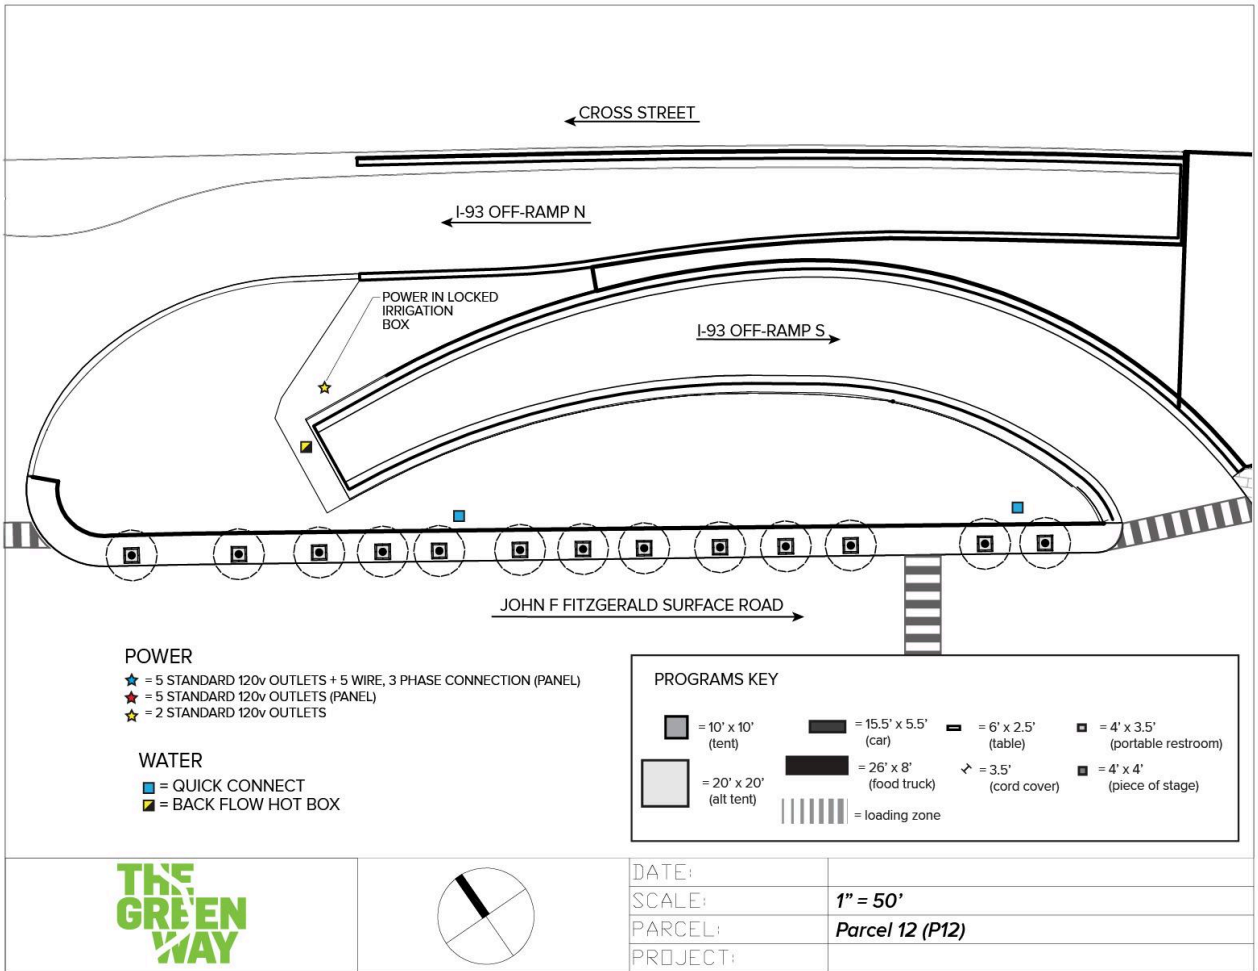 CROSS STREET
I-93 OFF-RAMP N
POWER IN LOCKED
IRRIGATION
BOX
I-93 OFF-RAMP S
JOHN F FITZGERALD SURFACE ROAD
POWER
= 5 STANDARD 120v OUTLETS + 5 WIRE, 3 PHASE CONNECTION (PANEL)
= 5 STANDARD 120v OUTLETS (PANEL)
= 2 STANDARD 120v OUTLETS
WATER
= QUICK CONNECT
= BACK FLOW HOT BOX
PROGRAMS KEY
= 10' x 10'
(tent)
= 20' x 20'
(alt tent)
= 15.5' x 5.5'
(car)
= 26' x 8'
(food truck)
= loading zone
= 6' x 2.5'
(table)
= 3.5'
(cord cover)
= 4' x 3.5'
(portable restroom)
= 4' x 4'
(piece of stage)
THE
GREEN
WAY
DATE:
SCALE: 1" = 50'
PARCEL: Parcel 12 (P12)
PROJECT: